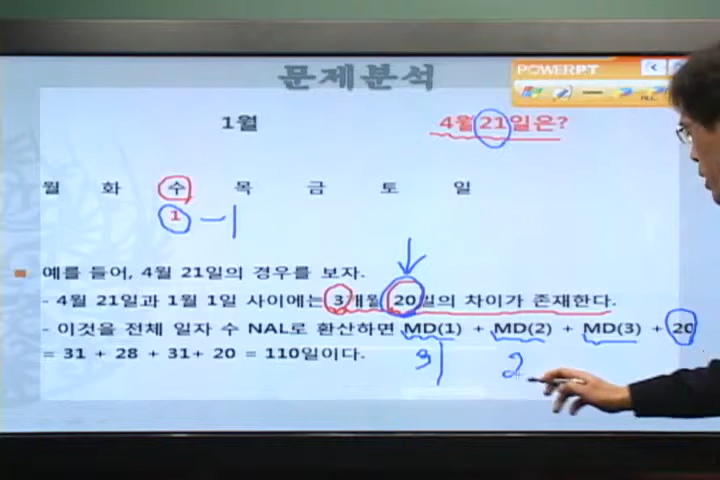 문제분석
POWERPT
1월
4월 21일은?
월 화 수 목 금 토 일
1 - 1
예를 들어, 4월 21일의 경우를 보자.
- 4월 21일과 1월 1일 사이에는 3개월 20일의 차이가 존재한다.
- 이것을 전체 일자 수 NAL로 환산하면 MD(1) + MD(2) + MD(3) + 20
= 31 + 28 + 31+ 20 = 110일이다.
31 2